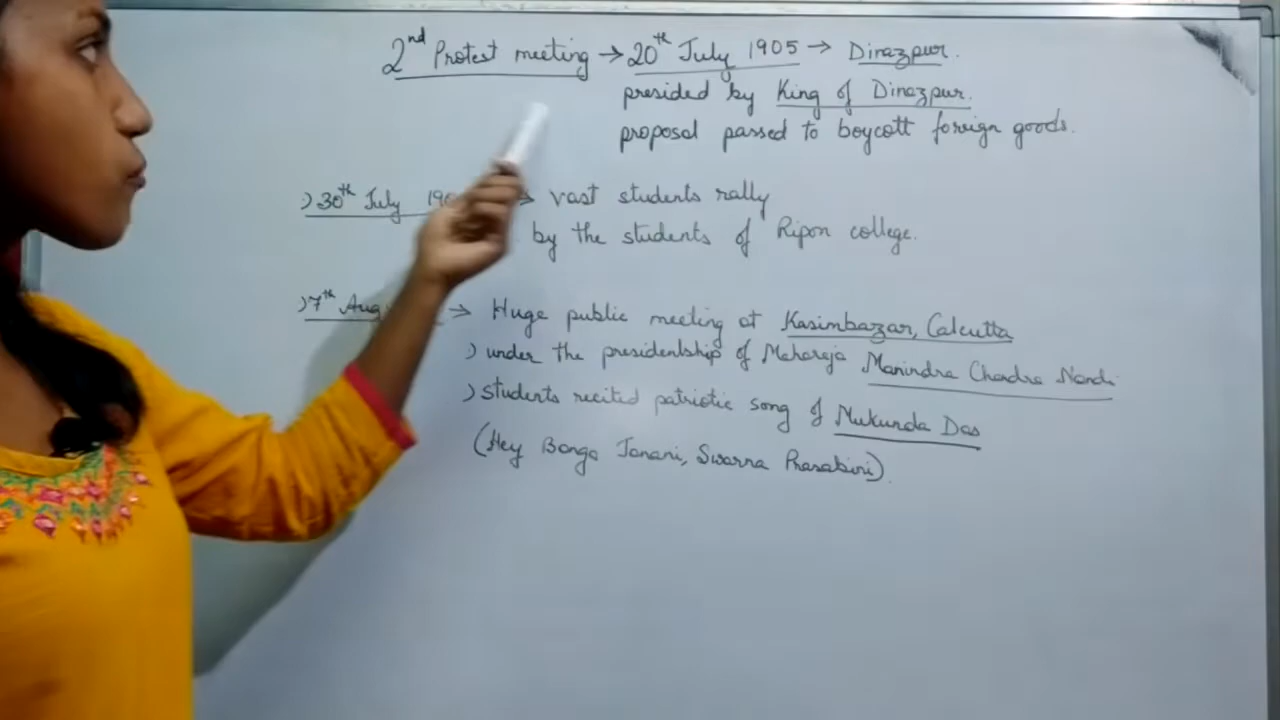 2nd Protest meeting → 20th July 1905 → Dinazpur.
presided by King of Dinazpur.
proposal passed to boycott foreign goods.
) 30th July → vast students rally
by the students of Ripon college.
) 7th → Huge public meeting at Kasimbazar, Calcutta
) under the presidentship of Maharaja Manindra Chandra Nandi
) students recited patriotic song of Mukunda Das
(Hey Banga Janani, Swarna Prasabini).